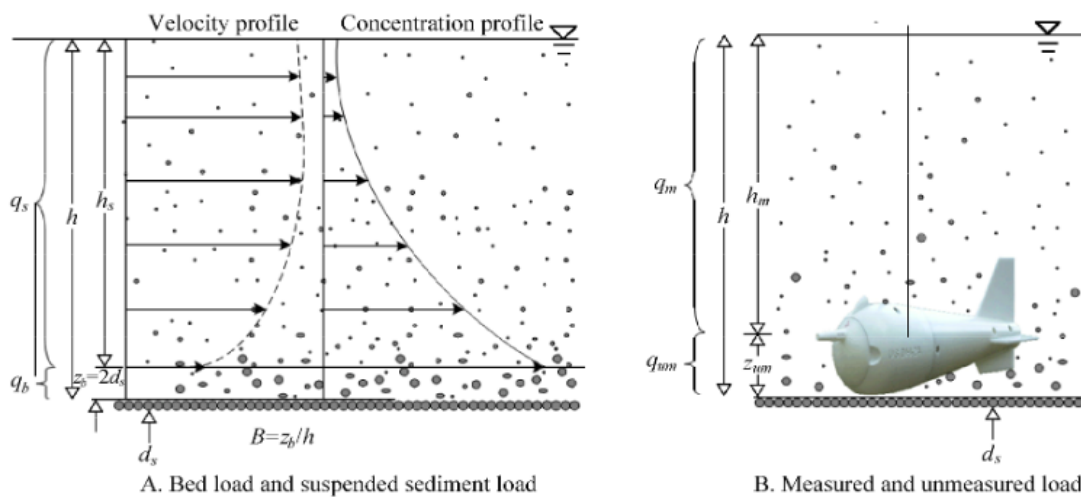 Velocity profile Concentration profile
q_s
h
h_s
q_b
z_b=2d_s
B=z_b/h
d_s
A. Bed load and suspended sediment load
q_m
h
h_m
q_um
z_um
d_s
B. Measured and unmeasured load